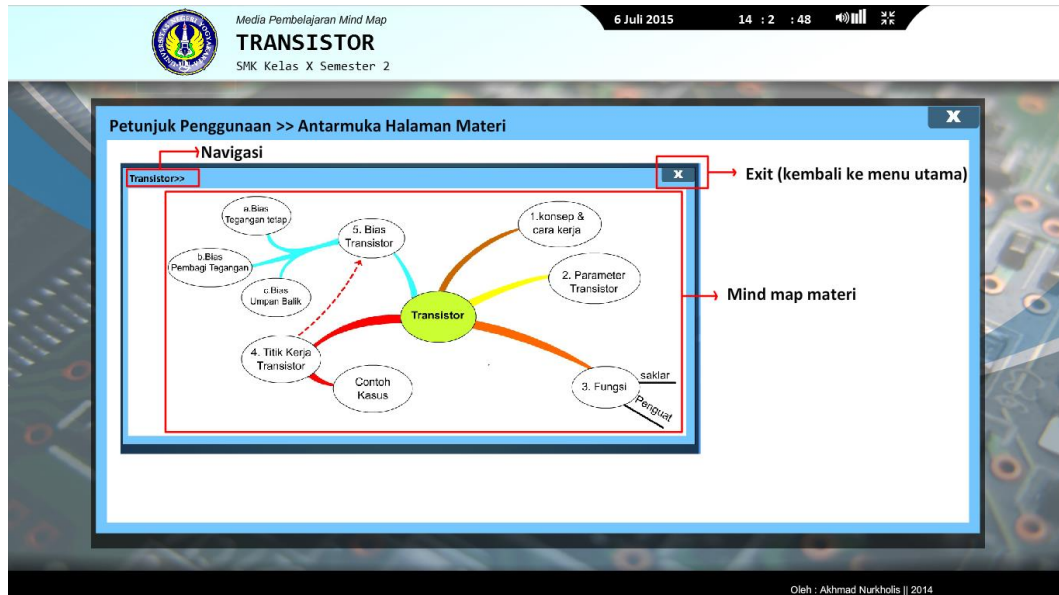 Media Pembelajaran Mind Map
TRANSISTOR
SMK Kelas X Semester 2
6 Juli 2015 14 : 2 : 48
Petunjuk Penggunaan >> Antarmuka Halaman Materi
X
Navigasi
Transistor>>
X
Exit (kembali ke menu utama)
a.Bias
Tegangan tetap
b.Bias
Pembagi Tegangan
c.Bias
Umpan Balik
5. Bias
Transistor
1.konsep &
cara kerja
2. Parameter
Transistor
Transistor
Mind map materi
4. Titik Kerja
Transistor
Contoh
Kasus
3. Fungsi
saklar
Penguat
Oleh : Akhmad Nurkholis || 2014